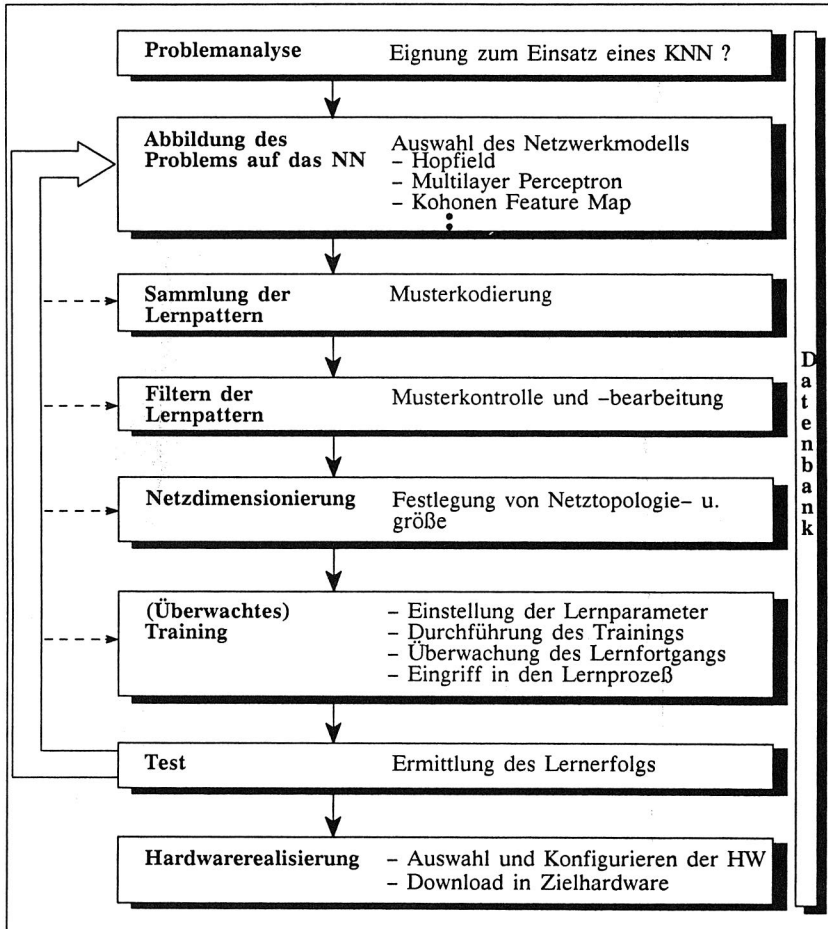 Problemanalyse Eignung zum Einsatz eines KNN ?
Abbildung des
Problems auf das NN
Auswahl des Netzwerkmodells
– Hopfield
– Multilayer Perceptron
– Kohonen Feature Map
Sammlung der
Lernpattern
Musterkodierung
Filtern der
Lernpattern
Musterkontrolle und –bearbeitung
Netzdimensionierung
Festlegung von Netztopologie– u.
größe
(Überwachtes)
Training
– Einstellung der Lernparameter
– Durchführung des Trainings
– Überwachung des Lernfortgangs
– Eingriff in den Lernprozeß
Test Ermittlung des Lernerfolgs
Hardwarerealisierung
– Auswahl und Konfigurieren der HW
– Download in Zielhardware
Datenbank